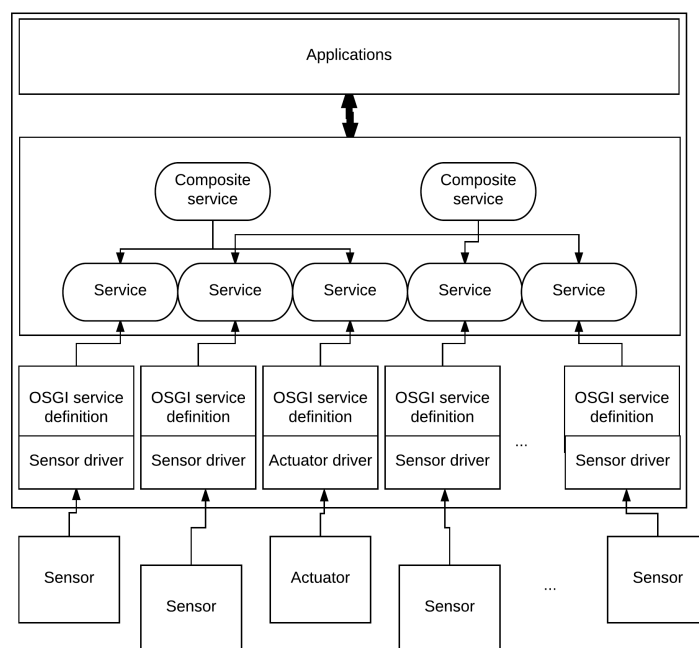 Applications
Composite
service
Composite
service
Service
Service
Service
Service
Service
OSGI service
definition
OSGI service
definition
OSGI service
definition
OSGI service
definition
OSGI service
definition
...
Sensor driver
Sensor driver
Actuator driver
Sensor driver
Sensor driver
Sensor
Sensor
Actuator
Sensor
...
Sensor